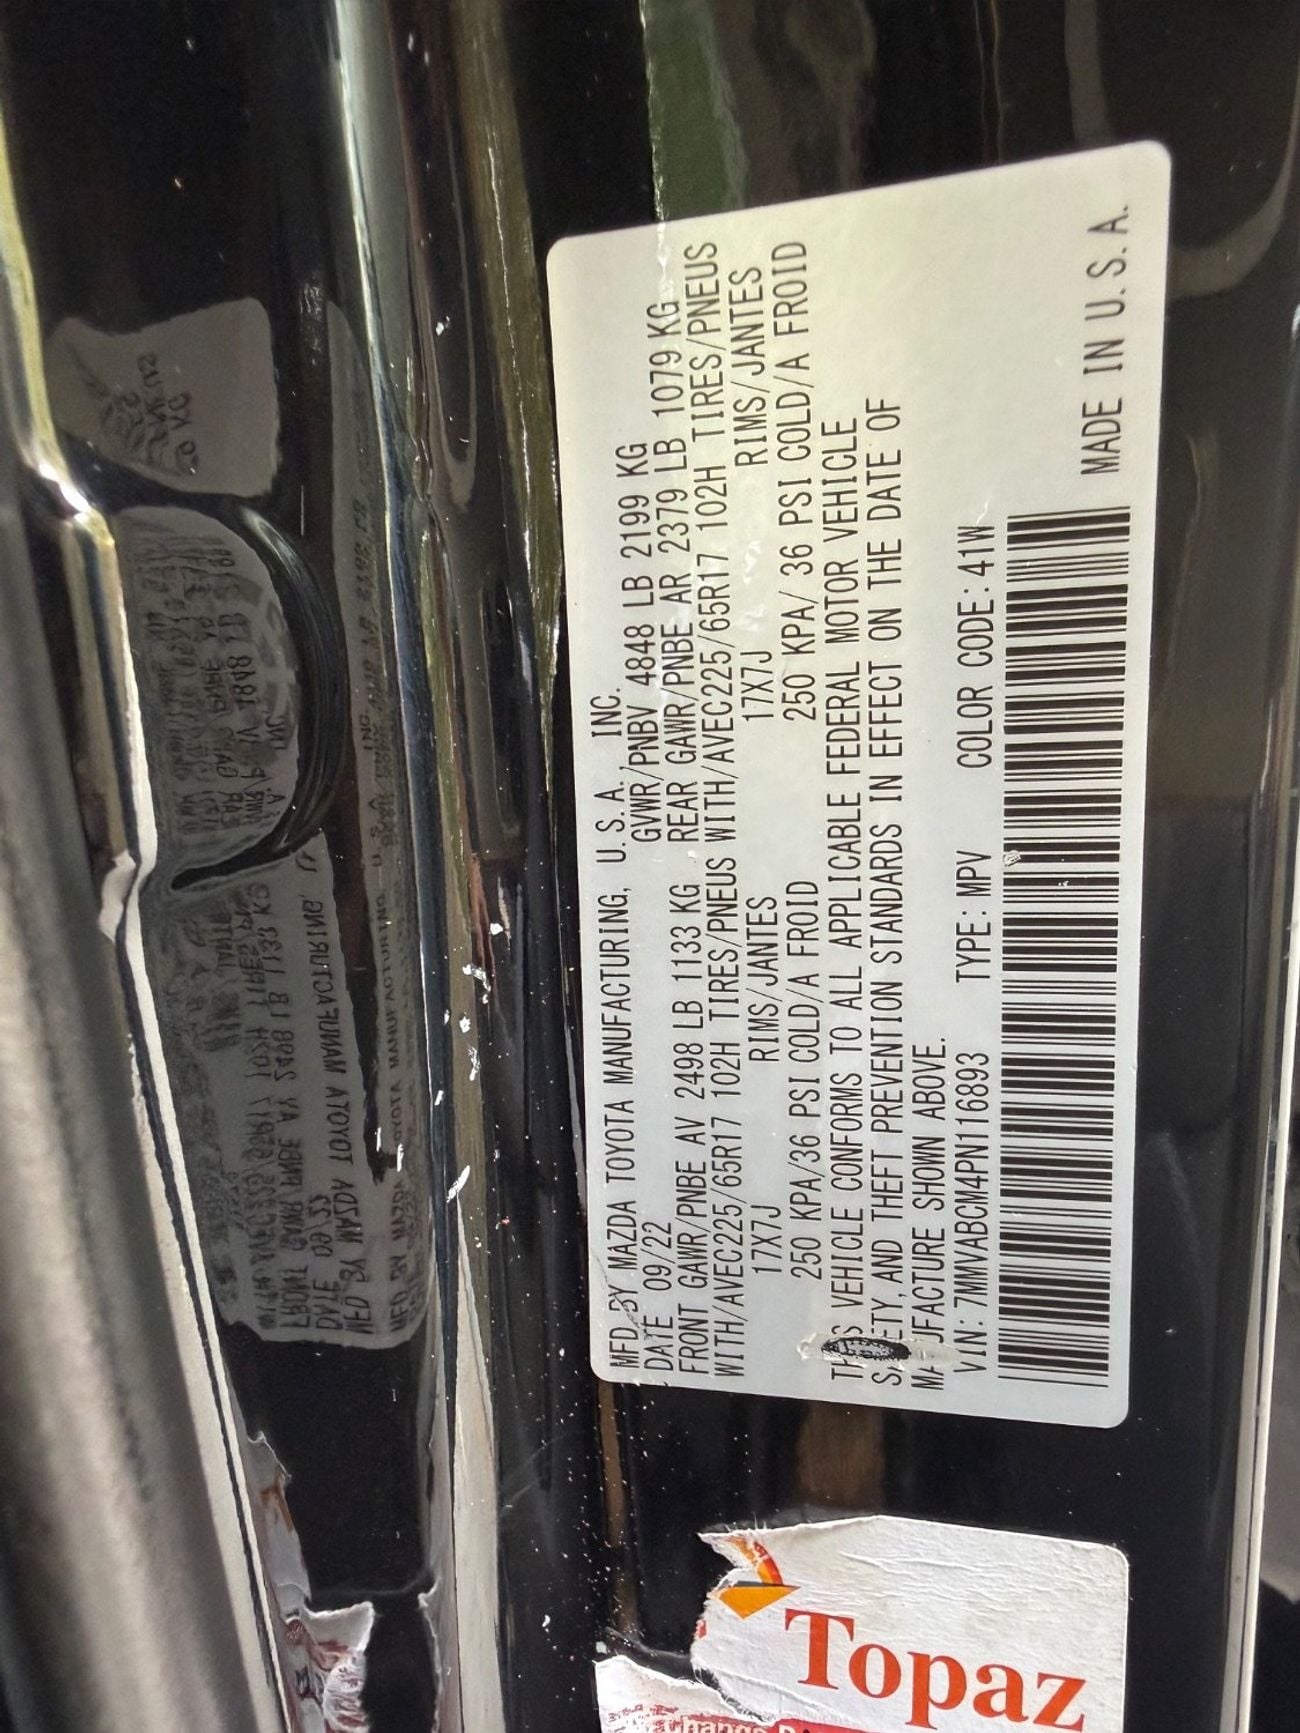 MFD BY MAZDA TOYOTA MANUFACTURING, U.S.A., INC.
DATE 09/22 GVWR/PNBV 4848 LB 2199 KG
FRONT GAWR/PNBE AV 2498 LB 1133 KG REAR GAWR/PNBE AR 2379 LB 1079 KG
WITH/AVEC225/65R17 102H TIRES/PNEUS WITH/AVEC225/65R17 102H TIRES/PNEUS
17X7J RIMS/JANTES 17X7J RIMS/JANTES
250 KPA/36 PSI COLD/A FROID 250 KPA/ 36 PSI COLD/A FROID
VEHICLE CONFORMS TO ALL APPLICABLE FEDERAL MOTOR VEHICLE
AND THEFT PREVENTION STANDARDS IN EFFECT ON THE DATE OF
SHOWN ABOVE.
VIN: 7MMVABCM4PN116893 TYPE: MPV COLOR CODE: 41W
MADE IN U.S.A.
Topaz